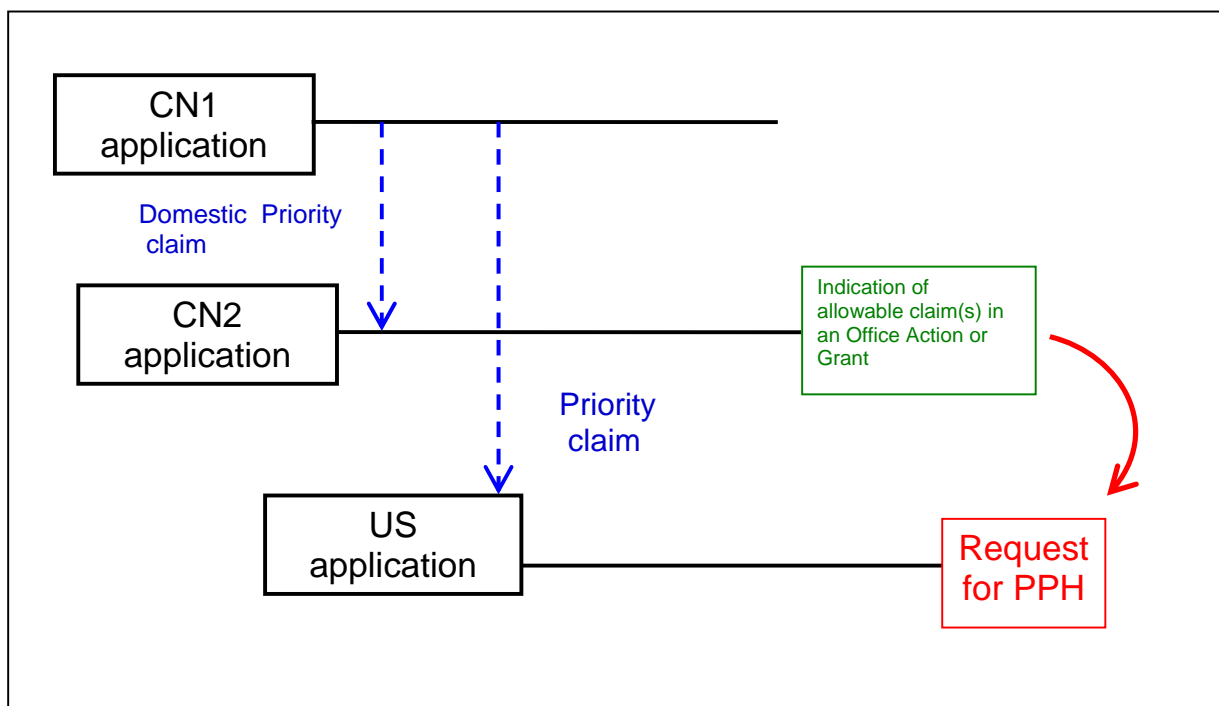 CN1
application
Domestic Priority
claim
CN2
application
Indication of
allowable claim(s) in
an Office Action or
Grant
Priority
claim
US
application
Request
for PPH